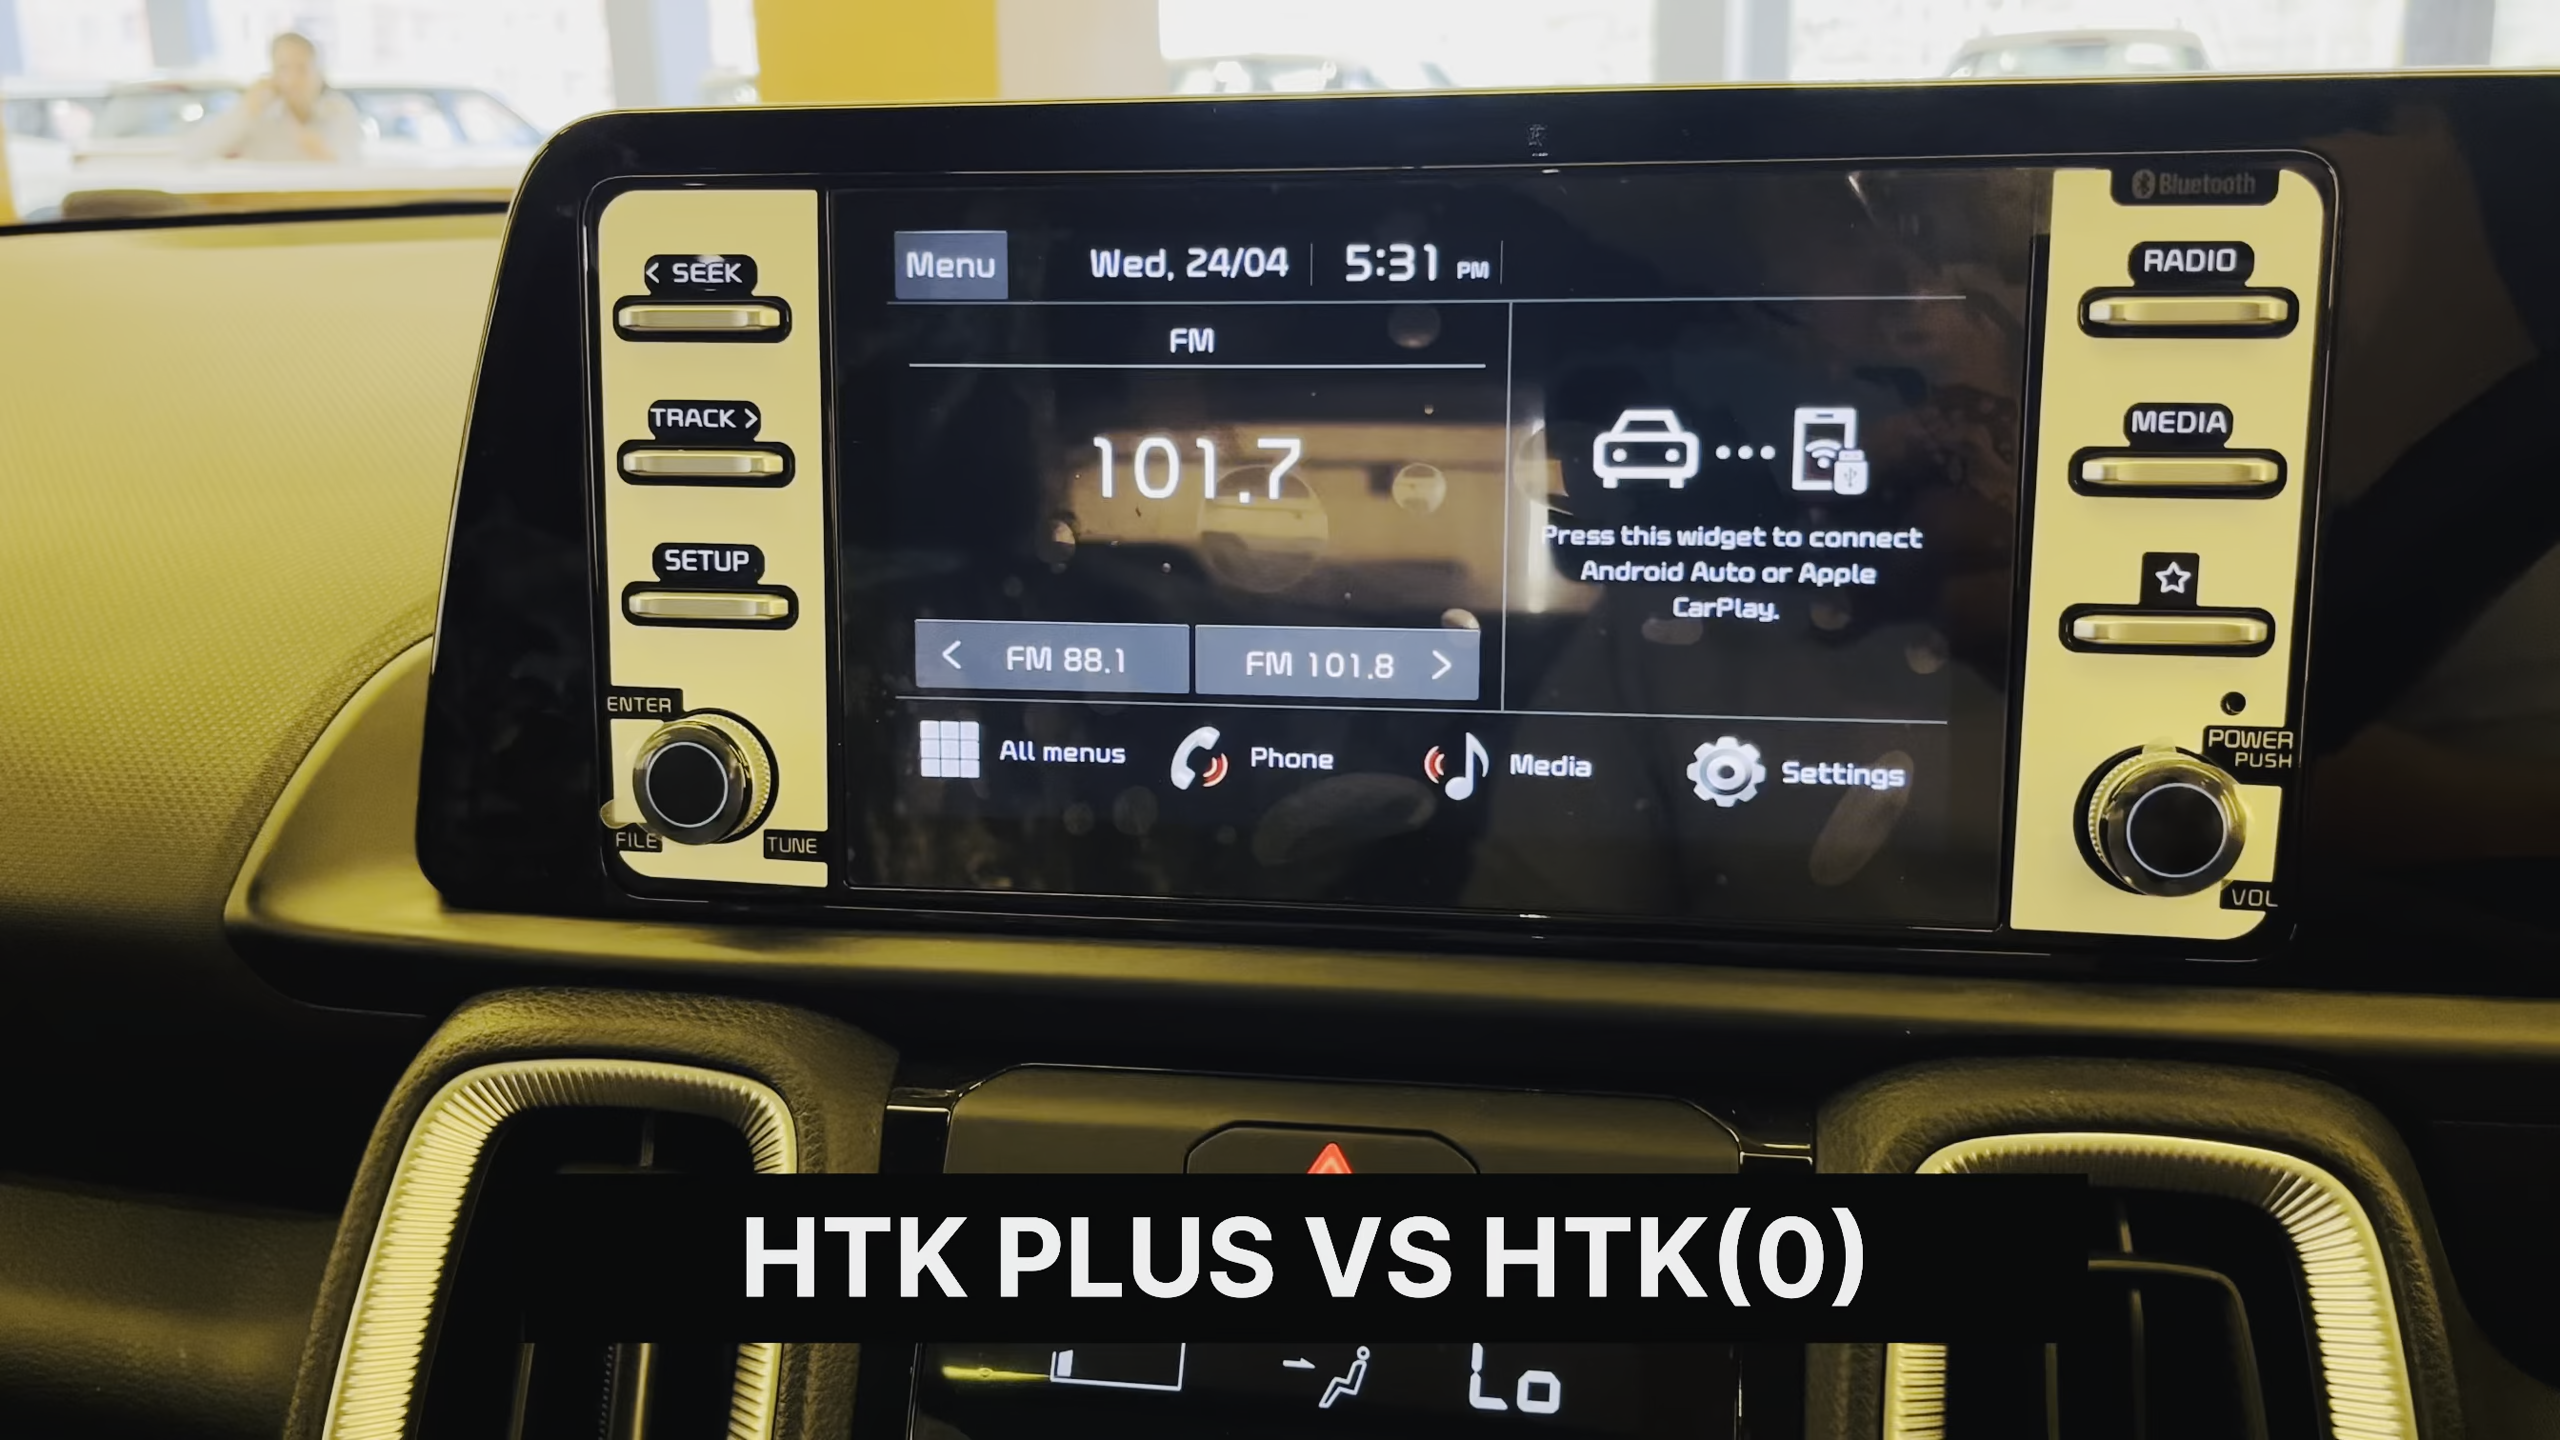 Bluetooth
< SEEK
TRACK >
SETUP
ENTER
FILE
TUNE
Menu
Wed, 24/04
5:31 PM
FM
101.7
< FM 88.1
FM 101.8 >
Press this widget to connect
Android Auto or Apple
CarPlay.
All menus
Phone
Media
Settings
RADIO
MEDIA
POWER
PUSH
VOL
HTK PLUS VS HTK(0)
Lo